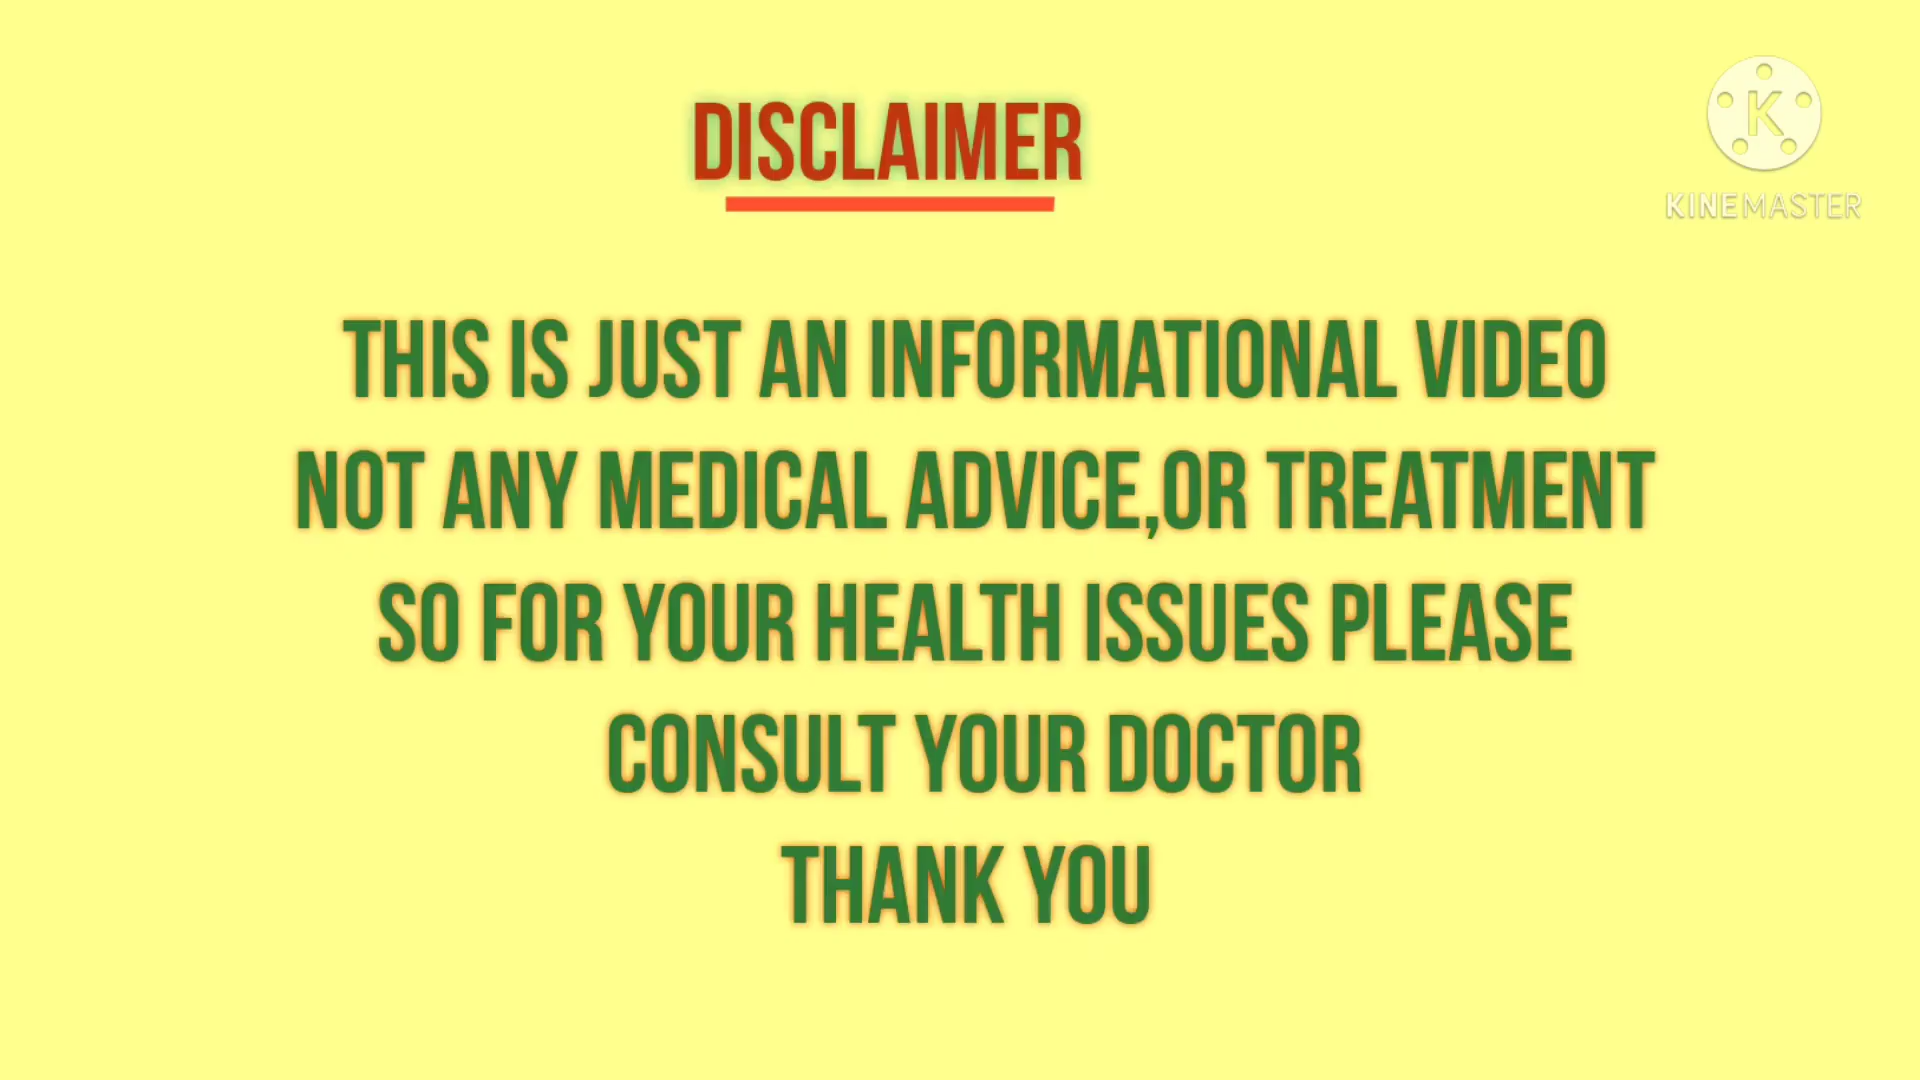 DISCLAIMER
K
KINEMASTER
THIS IS JUST AN INFORMATIONAL VIDEO
NOT ANY MEDICAL ADVICE,OR TREATMENT
SO FOR YOUR HEALTH ISSUES PLEASE
CONSULT YOUR DOCTOR
THANK YOU